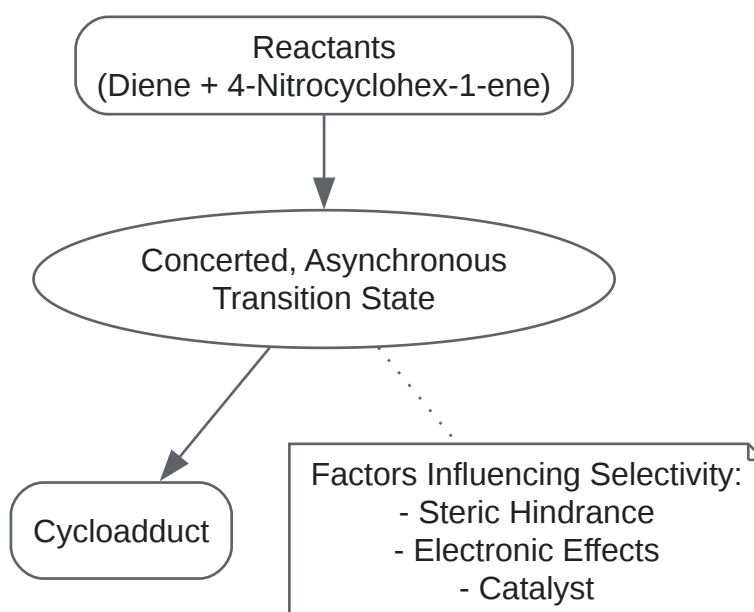 Reactants
(Diene + 4-Nitrocyclohex-1-ene)
Concerted, Asynchronous
Transition State
Cycloadduct
Factors Influencing Selectivity:
- Steric Hindrance
- Electronic Effects
- Catalyst